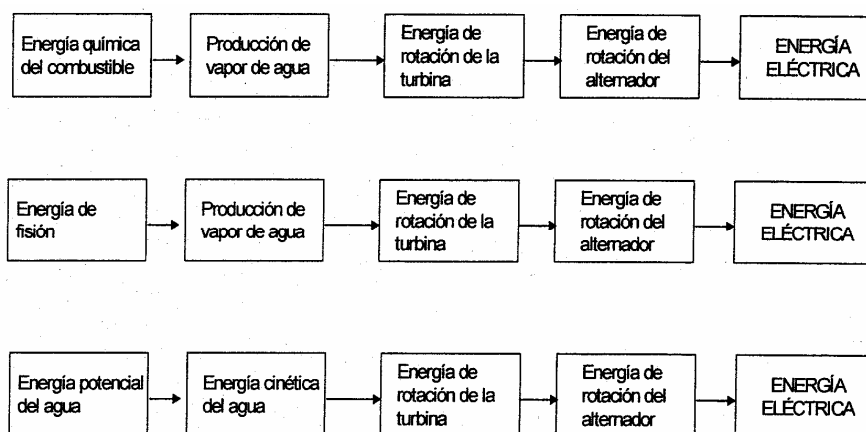 Energía química
del combustible
Producción de
vapor de agua
Energía de
rotación de la
turbina
Energía de
rotación del
alternador
ENERGÍA
ELÉCTRICA
Energía de
fisión
Producción de
vapor de agua
Energía de
rotación de la
turbina
Energía de
rotación del
alternador
ENERGÍA
ELÉCTRICA
Energía potencial
del agua
Energía cinética
del agua
Energía de
rotación de la
turbina
Energía de
rotación del
alternador
ENERGÍA
ELÉCTRICA